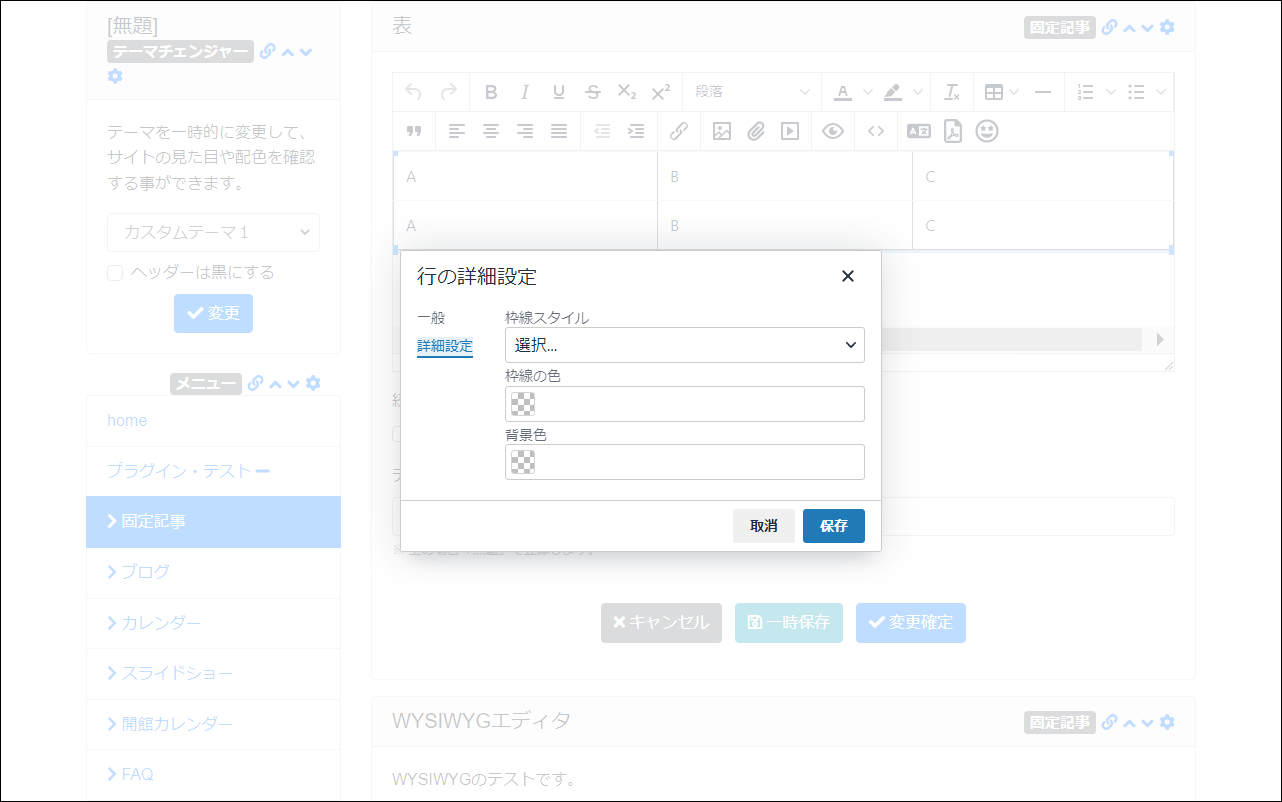 [無題]
テーマチェンジャー
テーマを一時的に変更して、
サイトの見た目や配色を確認
する事ができます。
カスタムテーマ1
ヘッダーは黒にする
変更
メニュー
home
プラグイン・テスト
固定記事
ブログ
カレンダー
スライドショー
開館カレンダー
FAQ
表
固定記事
段落
A B C
A B C
行の詳細設定
一般
詳細設定
枠線スタイル
選択...
枠線の色
背景色
取消
保存
キャンセル
一時保存
変更確定
WYSIWYGエディタ
固定記事
WYSIWYGのテストです。